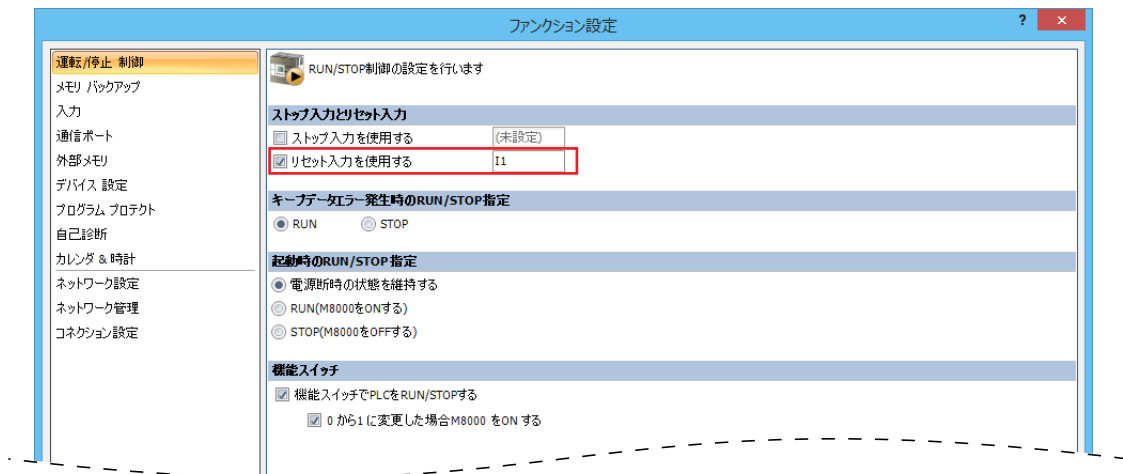 ファンクション設定
? ×
運転/停止 制御
メモリ バックアップ
入力
通信ポート
外部メモリ
デバイス 設定
プログラム プロテクト
自己診断
カレンダ & 時計
ネットワーク設定
ネットワーク管理
コネクション設定
RUN/STOP制御の設定を行います
ストップ入力とリセット入力
ストップ入力を使用する (未設定)
リセット入力を使用する I1
キープデータエラー発生時のRUN/STOP指定
RUN STOP
起動時のRUN/STOP指定
電源断時の状態を維持する
RUN(M8000をONする)
STOP(M8000をOFFする)
機能スイッチ
機能スイッチでPLCをRUN/STOPする
0 から1 に変更した場合M8000 をON する